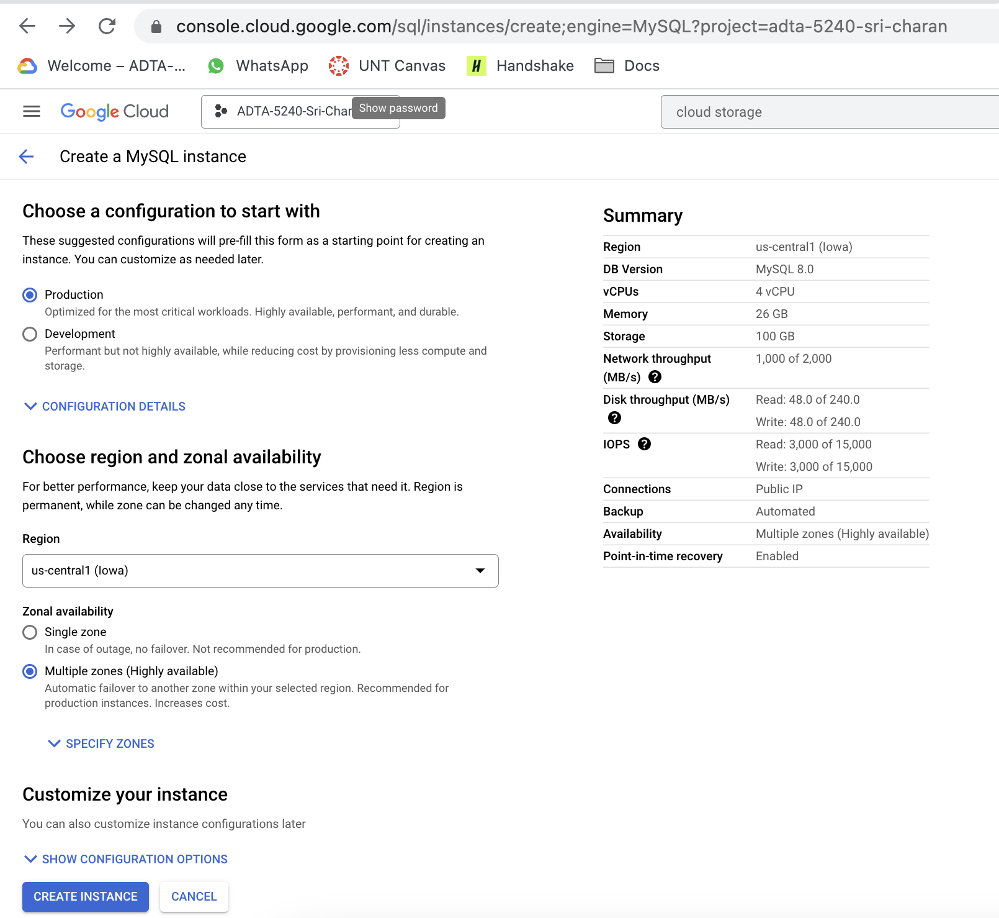 console.cloud.google.com/sql/instances/create;engine=MySQL?project=adta-5240-sri-charan
Welcome – ADTA-...
WhatsApp
UNT Canvas
Handshake
Docs
Google Cloud
ADTA-5240-Sri-Char
Show password
cloud storage
Create a MySQL instance
Choose a configuration to start with
These suggested configurations will pre-fill this form as a starting point for creating an
instance. You can customize as needed later.
Production
Optimized for the most critical workloads. Highly available, performant, and durable.
Development
Performant but not highly available, while reducing cost by provisioning less compute and
storage.
CONFIGURATION DETAILS
Choose region and zonal availability
For better performance, keep your data close to the services that need it. Region is
permanent, while zone can be changed any time.
Region
us-central1 (Iowa)
Zonal availability
Single zone
In case of outage, no failover. Not recommended for production.
Multiple zones (Highly available)
Automatic failover to another zone within your selected region. Recommended for
production instances. Increases cost.
SPECIFY ZONES
Customize your instance
You can also customize instance configurations later
SHOW CONFIGURATION OPTIONS
CREATE INSTANCE
CANCEL
Summary
Region us-central1 (Iowa)
DB Version MySQL 8.0
vCPUs 4 vCPU
Memory 26 GB
Storage 100 GB
Network throughput 1,000 of 2,000
(MB/s)
Disk throughput (MB/s) Read: 48.0 of 240.0
Write: 48.0 of 240.0
IOPS Read: 3,000 of 15,000
Write: 3,000 of 15,000
Connections Public IP
Backup Automated
Availability Multiple zones (Highly available)
Point-in-time recovery Enabled